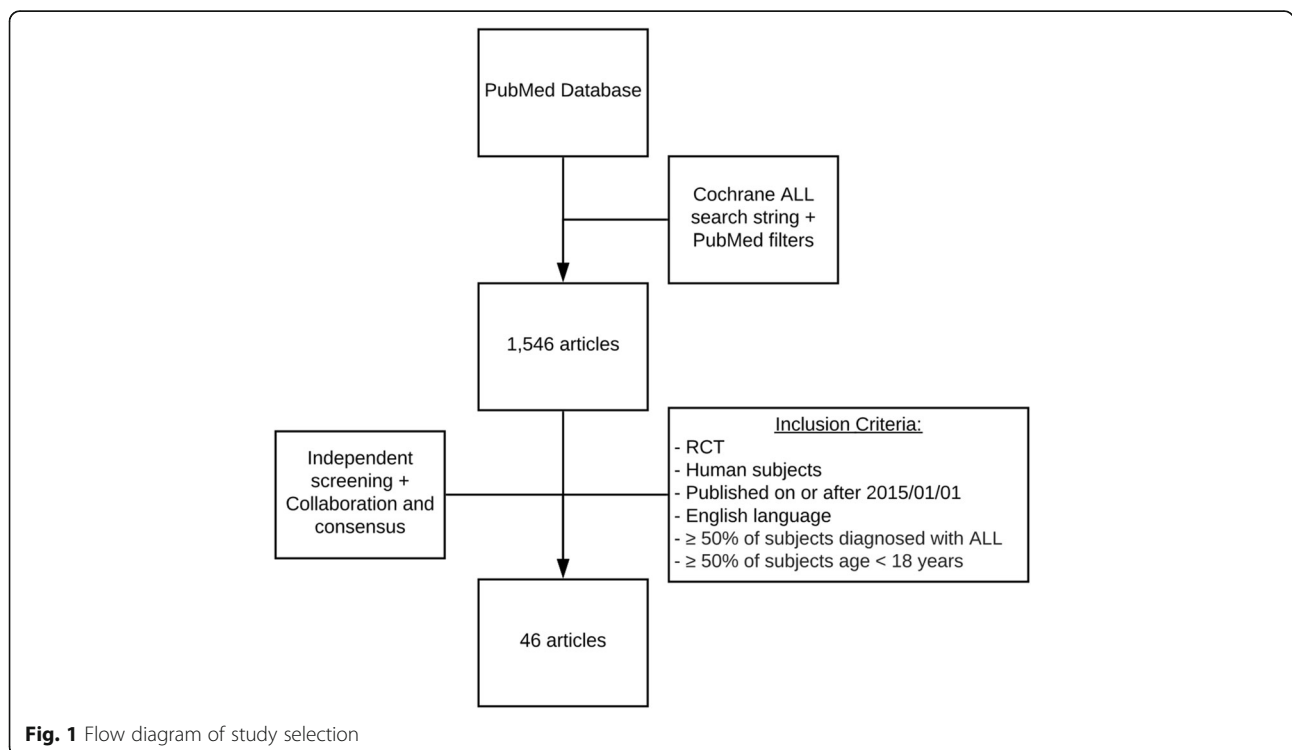 PubMed Database
Cochrane ALL
search string +
PubMed filters
1,546 articles
Independent
screening +
Collaboration and
consensus
Inclusion Criteria:
- RCT
- Human subjects
- Published on or after 2015/01/01
- English language
- ≥ 50% of subjects diagnosed with ALL
- ≥ 50% of subjects age < 18 years
46 articles
Fig. 1 Flow diagram of study selection